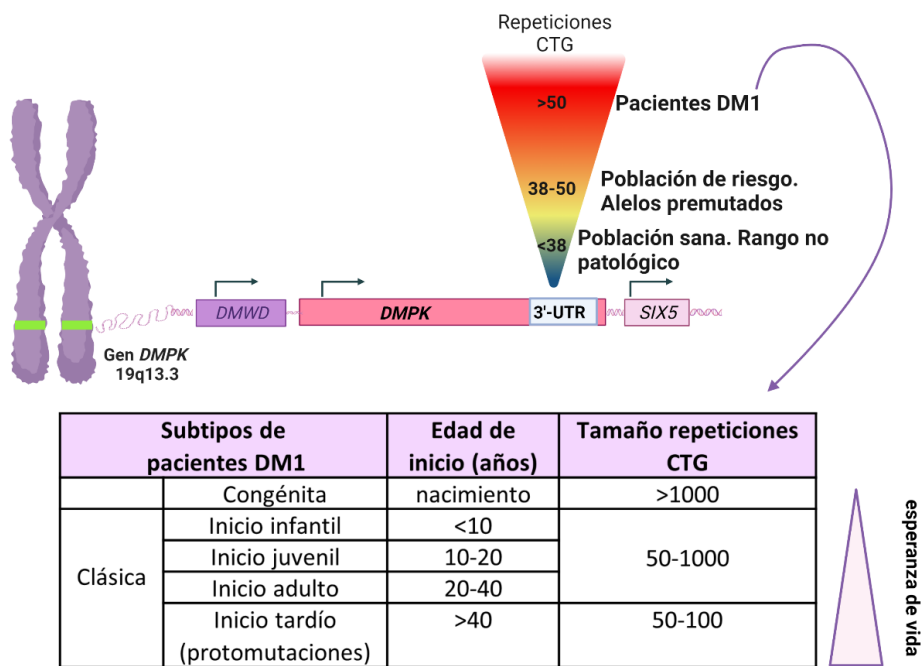 Repeticiones
CTG
>50
Pacientes DM1
38-50
Población de riesgo.
Alelos premutados
<38
Población sana. Rango no
patológico
DMWD
DMPK
3'-UTR
SIX5
Gen DMPK
19q13.3
Subtipos de
pacientes DM1
Edad de
inicio (años)
Tamaño repeticiones
CTG
Congénita
nacimiento
>1000
Clásica
Inicio infantil
<10
50-1000
Inicio juvenil
10-20
Inicio adulto
20-40
Inicio tardío
(protomutaciones)
>40
50-100
esperanza de vida